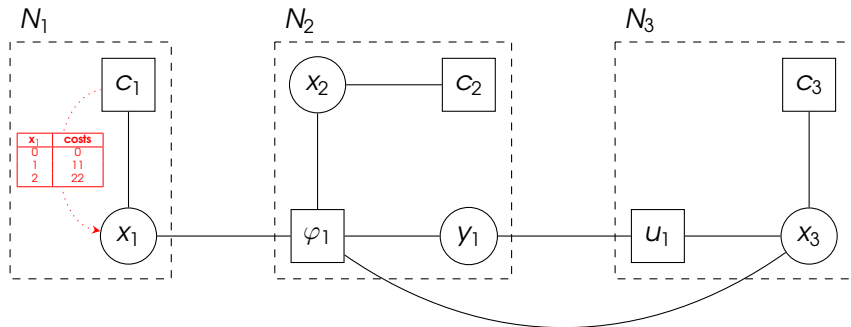 N₁ N₂ N₃
c₁ x₂ c₂ c₃
x₁ costs
0 0
1 11
2 22
x₁ φ₁ y₁ u₁ x₃